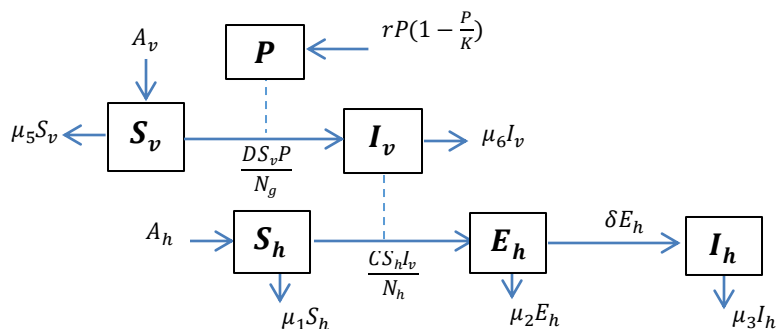 A_v
P
rP(1 − P/K)
μ_5S_v
S_v
I_v
μ_6I_v
DS_vP/N_g
A_h
S_h
E_h
δE_h
I_h
CS_hI_v/N_h
μ_1S_h
μ_2E_h
μ_3I_h